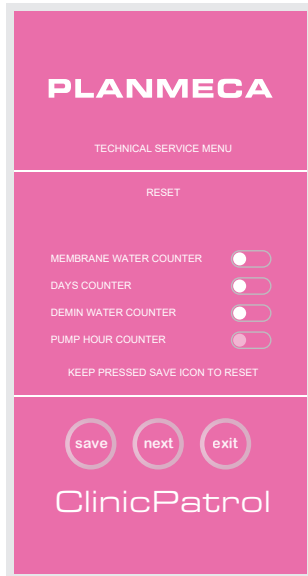 PLANMECA
TECHNICAL SERVICE MENU
RESET
MEMBRANE WATER COUNTER
DAYS COUNTER
DEMIN WATER COUNTER
PUMP HOUR COUNTER
KEEP PRESSED SAVE ICON TO RESET
save next exit
ClinicPatrol